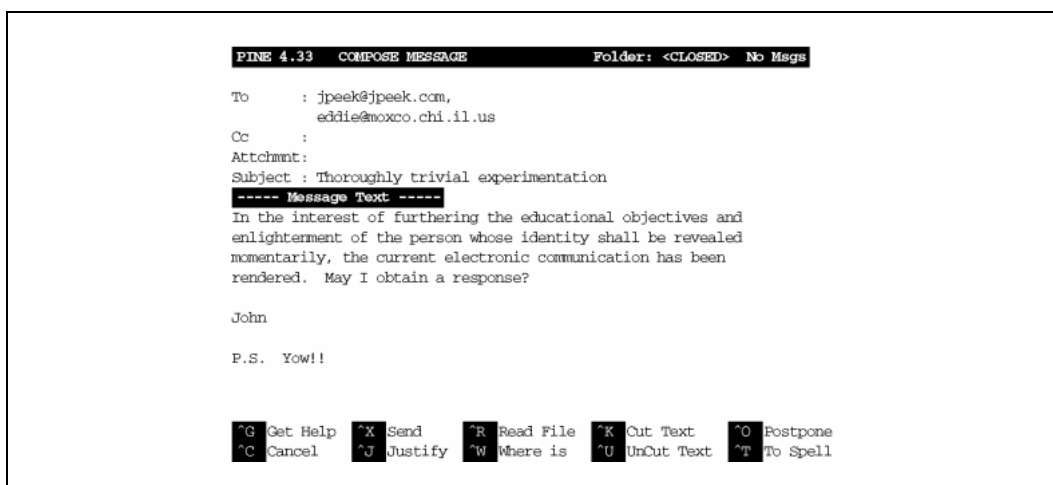 PINE 4.33 COMPOSE MESSAGE Folder: <CLOSED> No Msgs
To : jpeek@jpeek.com,
eddie@moxco.chi.il.us
Cc :
Attchmnt:
Subject : Thoroughly trivial experimentation
----- Message Text -----
In the interest of furthering the educational objectives and
enlightenment of the person whose identity shall be revealed
momentarily, the current electronic communication has been
rendered. May I obtain a response?
John
P.S. Yow!!
^G Get Help ^X Send ^R Read File ^K Cut Text ^O Postpone
^C Cancel ^J Justify ^W Where is ^U UnCut Text ^T To Spell